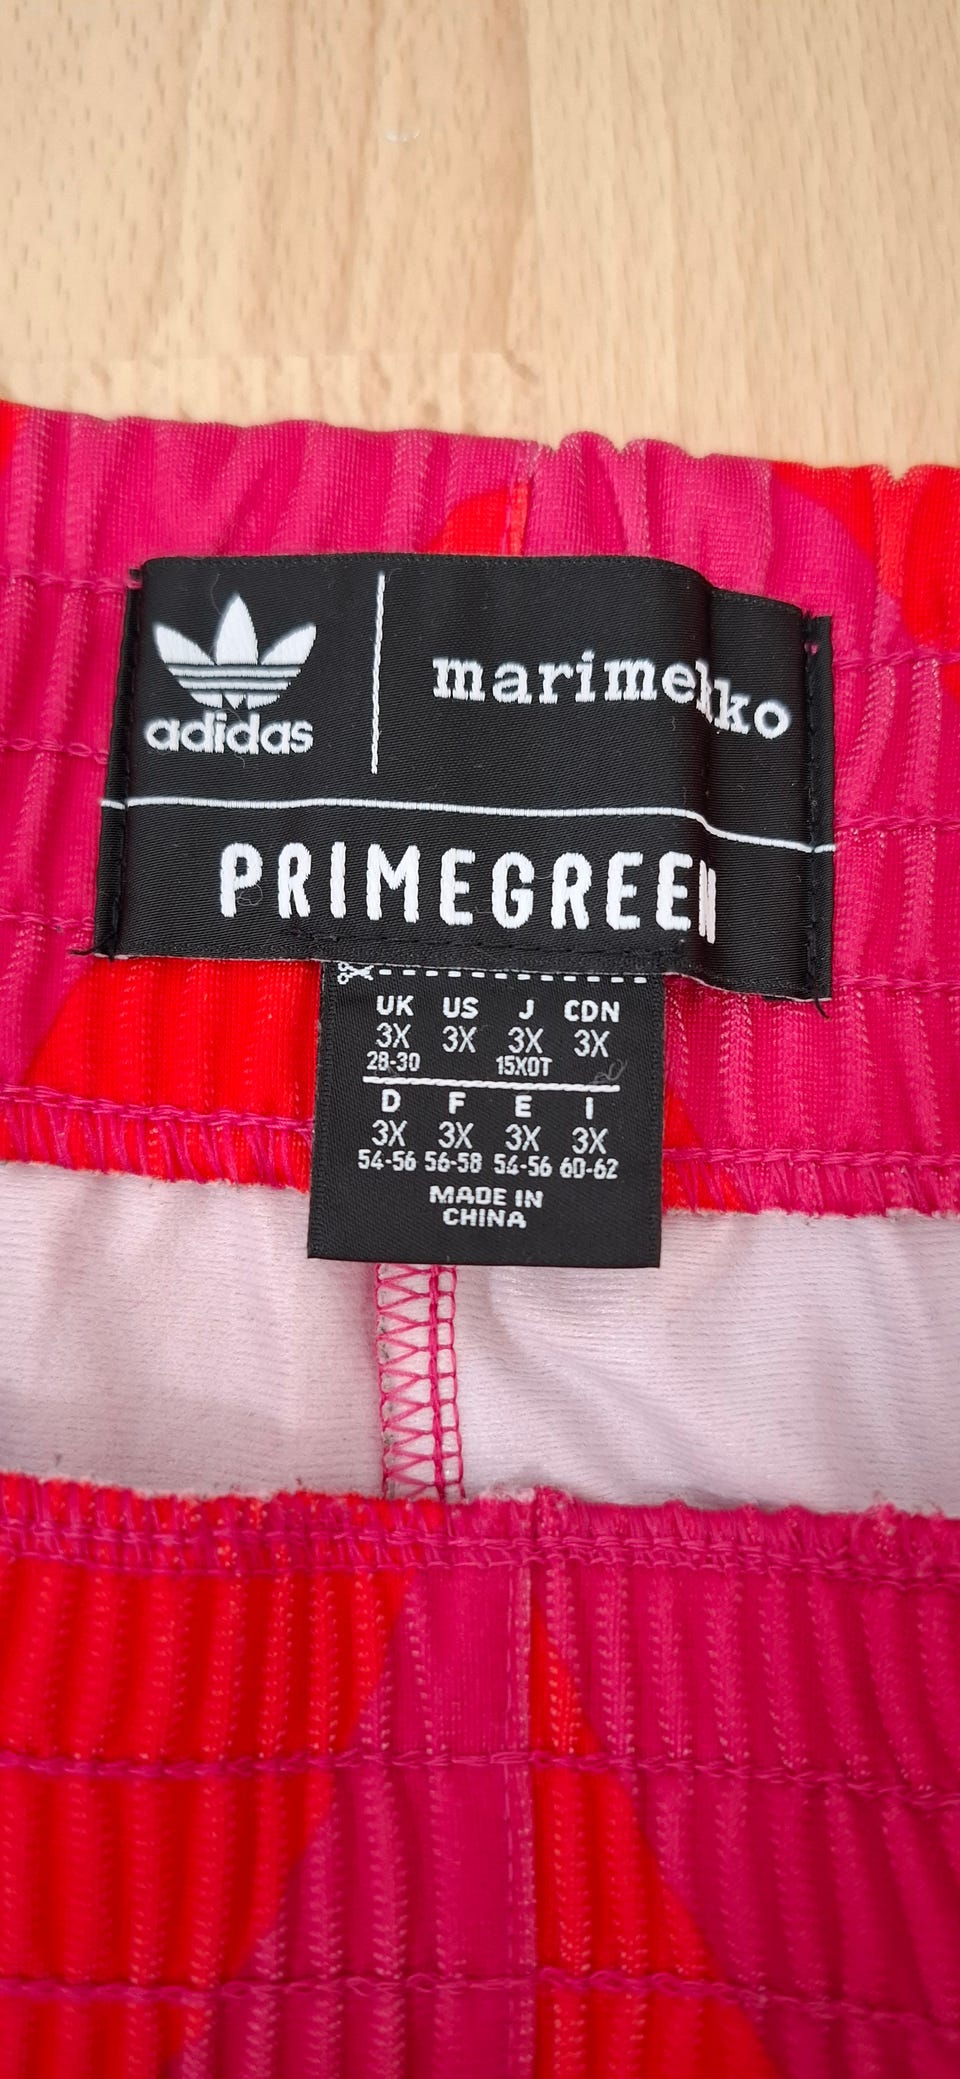 adidas
marimekko
PRIMEGREEN
UK US J CDN
3X 3X 3X 3X
28-30 15XOT
D F E I
3X 3X 3X 3X
54-56 56-58 54-56 60-62
MADE IN
CHINA